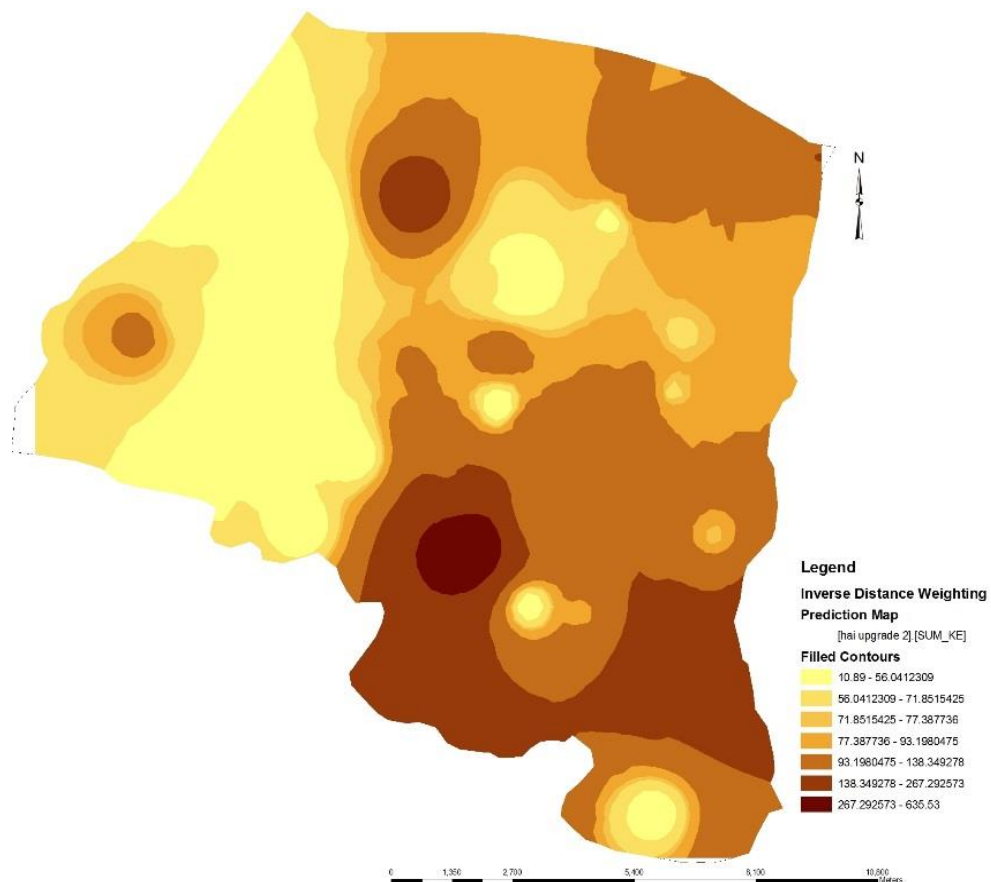 N
Legend
Inverse Distance Weighting
Prediction Map
[hai upgrade 2].[SUM_KE]
Filled Contours
10.89 - 56.0412309
56.0412309 - 71.8515425
71.8515425 - 77.387736
77.387736 - 93.1980475
93.1980475 - 138.349278
138.349278 - 267.292573
267.292573 - 635.53
0 1,350 2,700 5,400 8,100 10,800
Meters